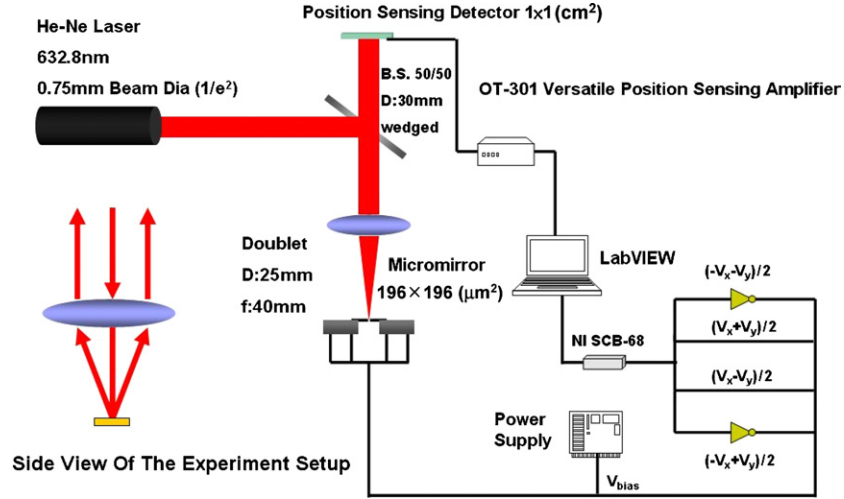 Position Sensing Detector 1x1 (cm²)
He-Ne Laser
632.8nm
0.75mm Beam Dia (1/e²)
B.S. 50/50
D:30mm
wedged
OT-301 Versatile Position Sensing Amplifier
Doublet
D:25mm
f:40mm
Micromirror
196×196 (μm²)
LabVIEW
NI SCB-68
(-Vx-Vy)/2
(Vx+Vy)/2
(Vx-Vy)/2
(-Vx+Vy)/2
Power
Supply
Vbias
Side View Of The Experiment Setup